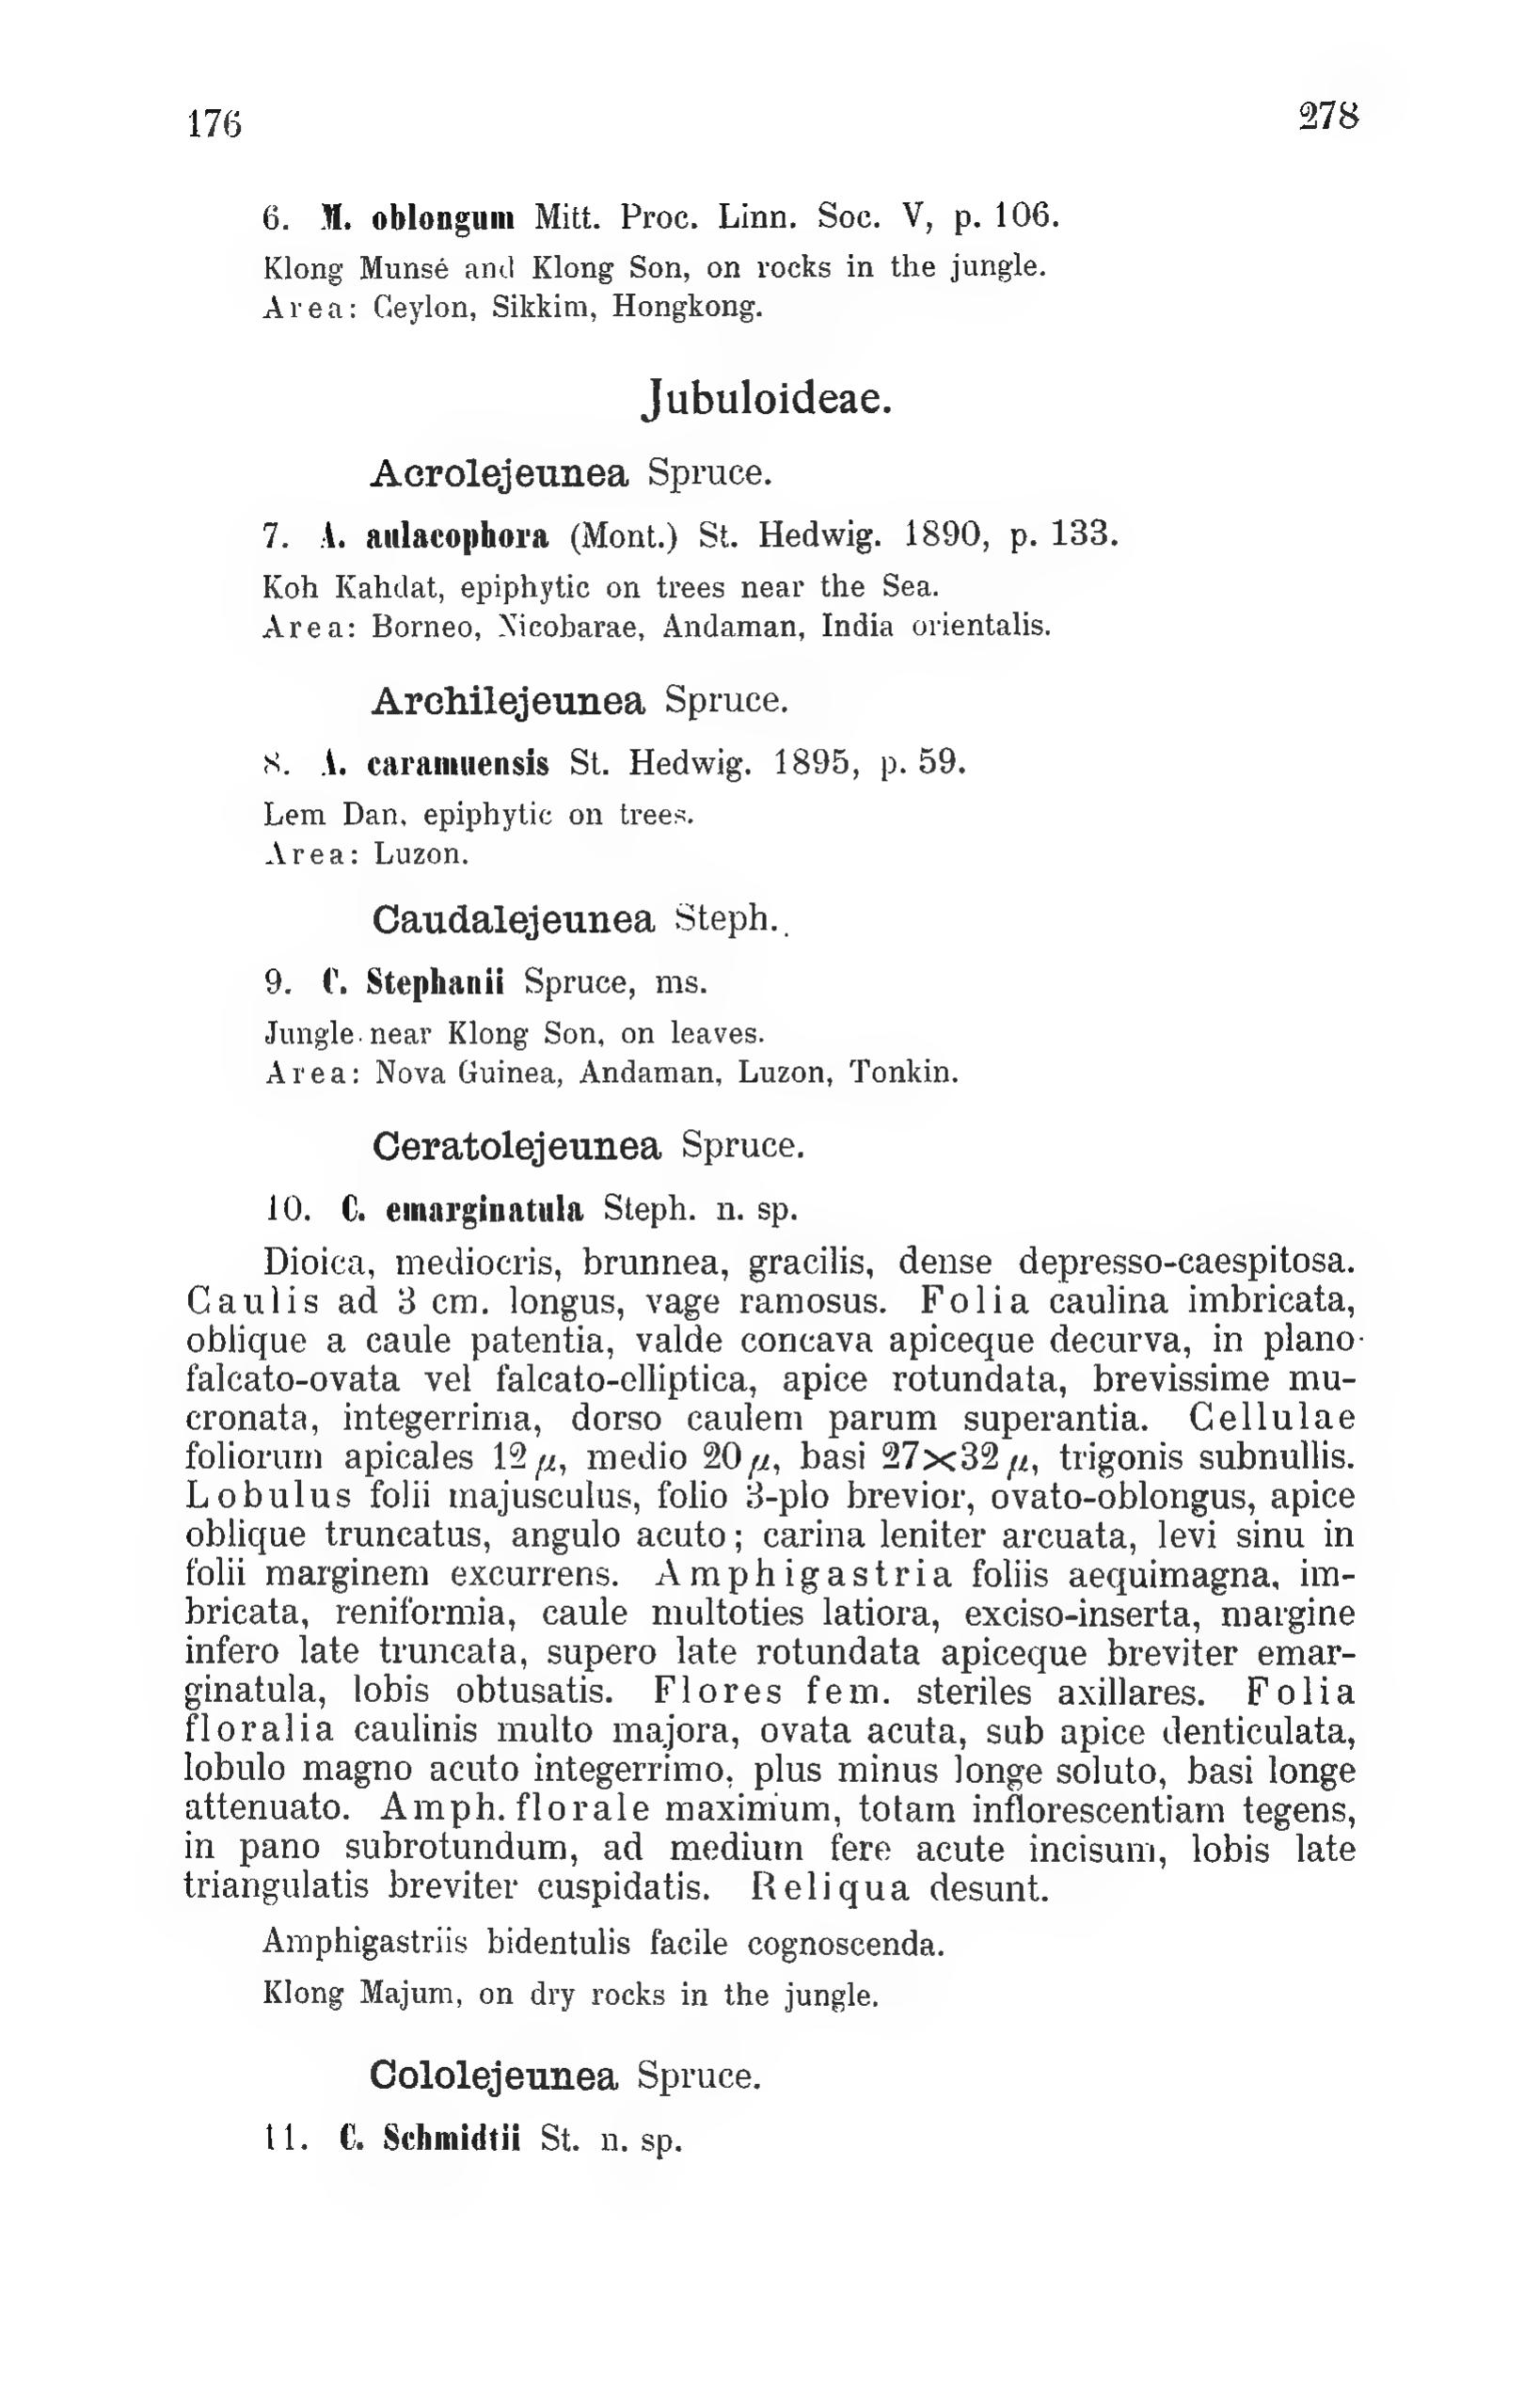 176
278
6. M. oblongum Mitt. Proc. Linn. Soc. V, p. 106.
Klong Munsé and Klong Son, on rocks in the jungle.
Area: Ceylon, Sikkim, Hongkong.
Jubuloideae.
Acrolejeunea Spruce.
7. A. aulacophora (Mont.) St. Hedwig. 1890, p. 133.
Koh Kahdat, epiphytic on trees near the Sea.
Area: Borneo, Nicobarae, Andaman, India orientalis.
Archilejeunea Spruce.
8. A. caramuensis St. Hedwig. 1895, p. 59.
Lem Dan, epiphytic on trees.
Area: Luzon.
Caudalejeunea Steph.
9. C. Stephanii Spruce, ms.
Jungle near Klong Son, on leaves.
Area: Nova Guinea, Andaman, Luzon, Tonkin.
Ceratolejeunea Spruce.
10. C. emarginatula Steph. n. sp.
Dioica, mediocris, brunnea, gracilis, dense depresso-caespitosa.
Caulis ad 3 cm. longus, vage ramosus. Folia caulina imbricata,
oblique a caule patentia, valde concava apiceque decurva, in plano-
falcato-ovata vel falcato-elliptica, apice rotundata, brevissime mu-
cronata, integerrima, dorso caulem parum superantia. Cellulae
foliorum apicales 12 µ, medio 20 µ, basi 27×32 µ, trigonis subnullis.
Lobulus folii majusculus, folio 3-plo brevior, ovato-oblongus, apice
oblique truncatus, angulo acuto; carina leniter arcuata, levi sinu in
folii marginem excurrens. Amphigastria foliis aequimagna, im-
bricata, reniformia, caule multoties latiora, exciso-inserta, margine
infero late truncata, supero late rotundata apiceque breviter emar-
ginatula, lobis obtusatis. Flores fem. steriles axillares. Folia
floralia caulinis multo majora, ovata acuta, sub apice denticulata,
lobulo magno acuto integerrimo, plus minus longe soluto, basi longe
attenuato. Amph. florale maximum, totam inflorescentiam tegens,
in pano subrotundum, ad medium fere acute incisum, lobis late
triangulatis breviter cuspidatis. Reliqua desunt.
Amphigastriis bidentulis facile cognoscenda.
Klong Majum, on dry rocks in the jungle.
Cololejeunea Spruce.
11. C. Schmidtii St. n. sp.